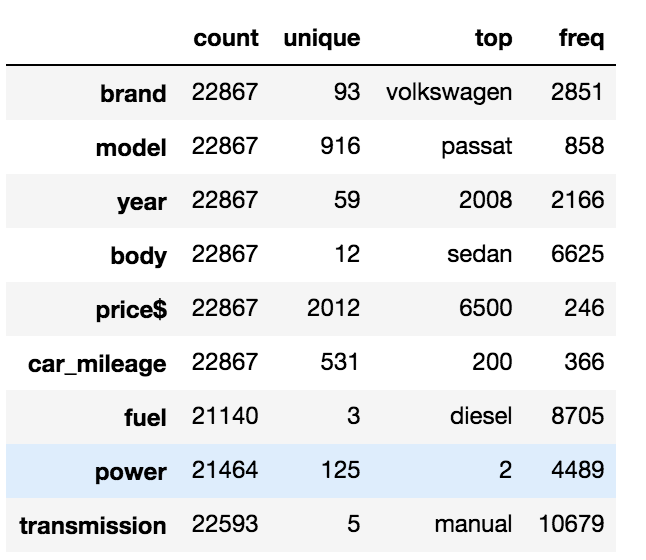 count unique top freq
brand 22867 93 volkswagen 2851
model 22867 916 passat 858
year 22867 59 2008 2166
body 22867 12 sedan 6625
price$ 22867 2012 6500 246
car_mileage 22867 531 200 366
fuel 21140 3 diesel 8705
power 21464 125 2 4489
transmission 22593 5 manual 10679